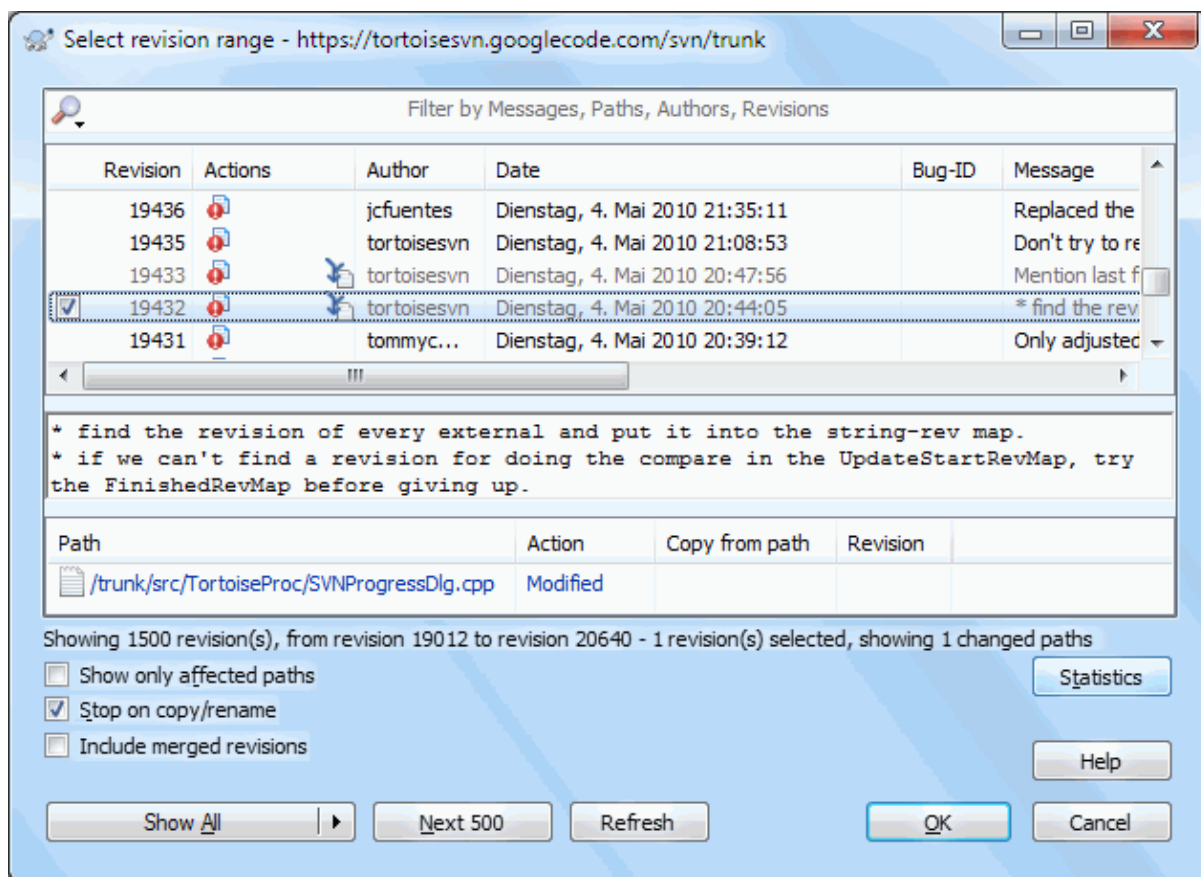 Select revision range - https://tortoisesvn.googlecode.com/svn/trunk
Filter by Messages, Paths, Authors, Revisions
Revision Actions Author Date Bug-ID Message
19436 jcfuentes Dienstag, 4. Mai 2010 21:35:11 Replaced the
19435 tortoisesvn Dienstag, 4. Mai 2010 21:08:53 Don't try to re
19433 tortoisesvn Dienstag, 4. Mai 2010 20:47:56 Mention last f
19432 tortoisesvn Dienstag, 4. Mai 2010 20:44:05 * find the rev
19431 tommyc... Dienstag, 4. Mai 2010 20:39:12 Only adjusted
* find the revision of every external and put it into the string-rev map.
* if we can't find a revision for doing the compare in the UpdateStartRevMap, try
the FinishedRevMap before giving up.
Path Action Copy from path Revision
/trunk/src/TortoiseProc/SVNProgressDlg.cpp Modified
Showing 1500 revision(s), from revision 19012 to revision 20640 - 1 revision(s) selected, showing 1 changed paths
Show only affected paths
Statistics
Stop on copy/rename
Include merged revisions
Help
Show All Next 500 Refresh OK Cancel